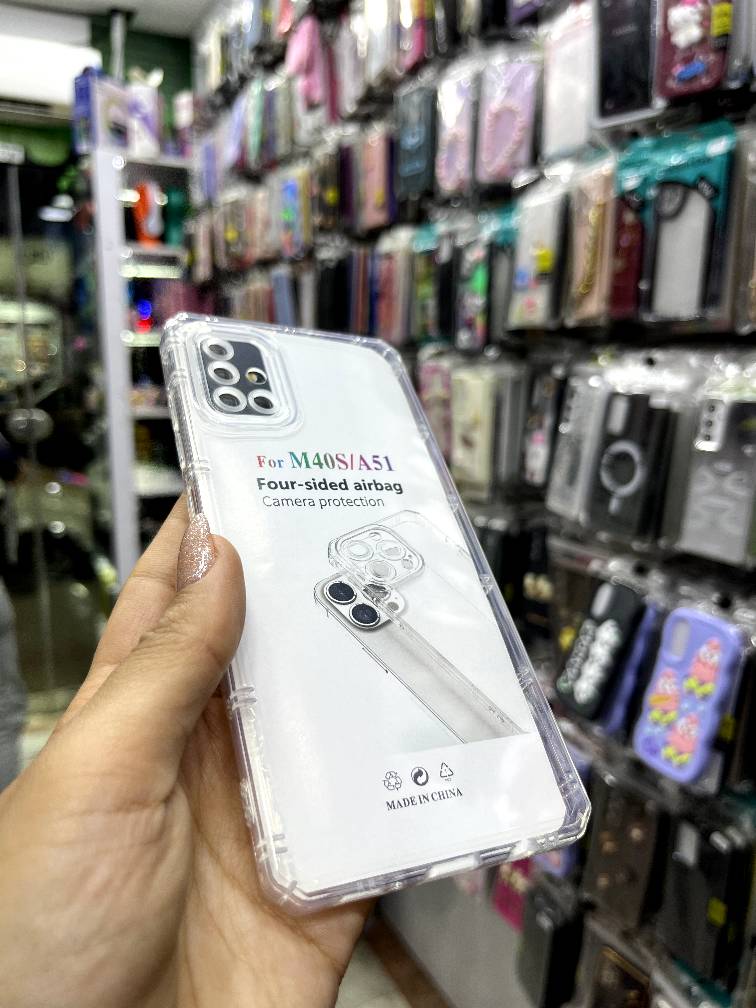 For M40S/A51
Four-sided airbag
Camera protection
MADE IN CHINA